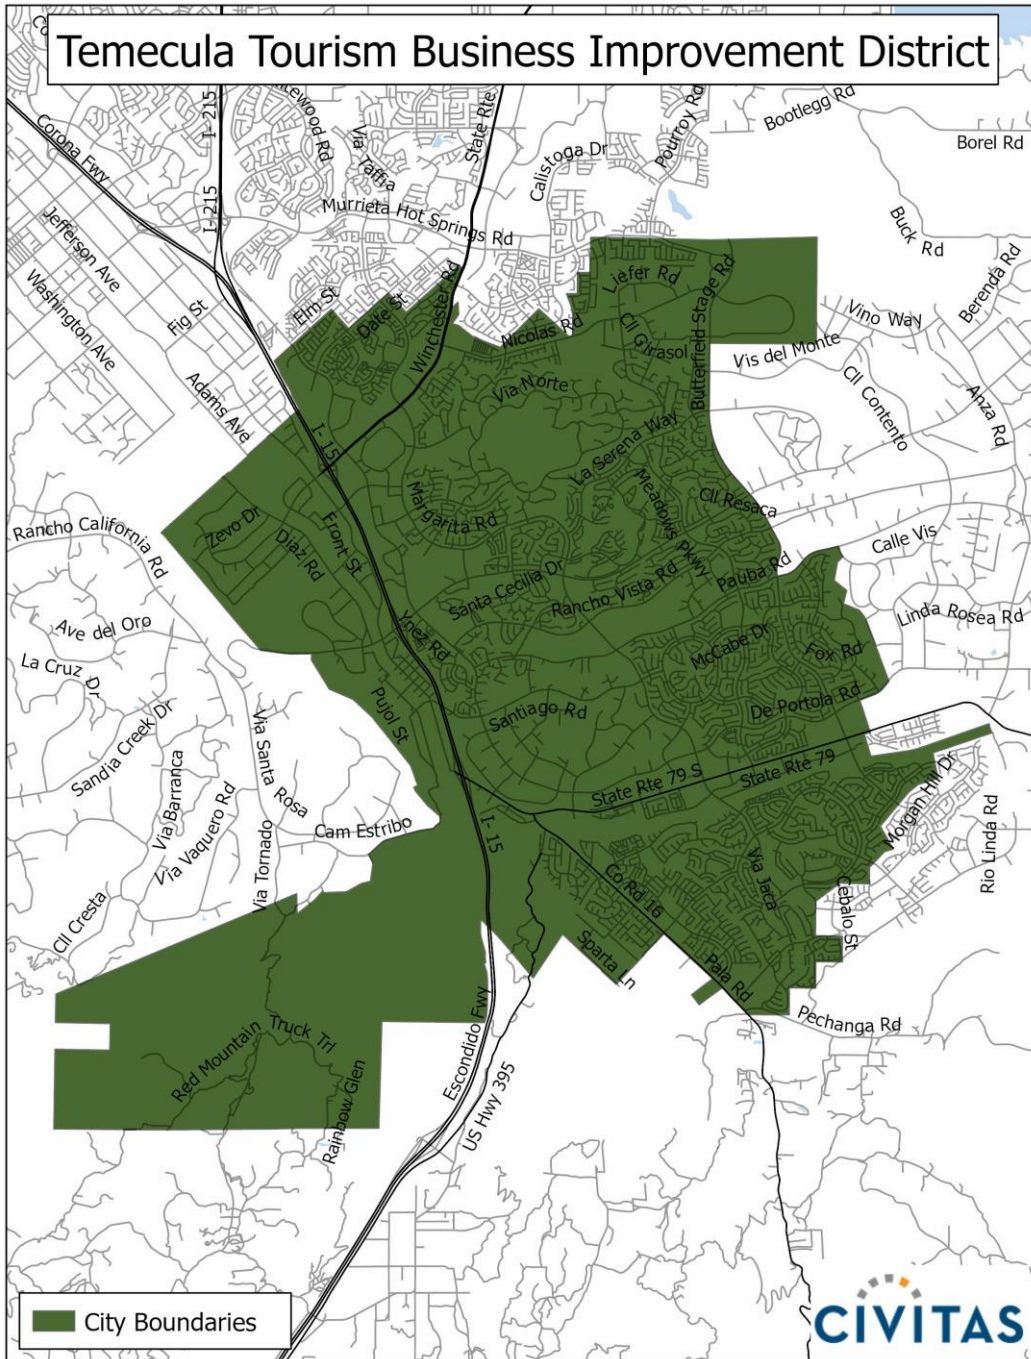 Temecula Tourism Business Improvement District
I-215
State Rte
Pourroy Rd
Bootlegg Rd
Borel Rd
Corona Fwy
Via Taffia
Calistoga Dr
I-215
Murrieta Hot Springs Rd
Buck Rd
Jefferson Ave
Washington Ave
Berenda Rd
Liefer Rd
Elm St
Date St
Fig St
Winchester Rd
Nicolas Rd
Cll Girasol
Butterfield Stage Rd
Vino Way
Vis del Monte
Adams Ave
Via Norte
Cll Contento
Anza Rd
I-15
La Serena Way
Margarita Rd
Meadows Pkwy
Cll Resaca
Rancho California Rd
Zevo Dr
Diaz Rd
Front St
Calle Vis
Santa Cecilia Dr
Rancho Vista Rd
Pauba Rd
Linda Rosea Rd
Ave del Oro
Ynez Rd
McCabe Dr
Fox Rd
La Cruz Dr
Pujol St
Santiago Rd
De Portola Rd
Sandia Creek Dr
Via Santa Rosa
State Rte 79 S
State Rte 79
Via Barranca
Via Vaquero Rd
Via Tornado
Cam Estribo
I-15
Morgan Hill Dr
Rio Linda Rd
Cll Cresta
Co Rd 16
Via Jaca
Cebalo St
Sparta Ln
Pala Rd
Pechanga Rd
Red Mountain Truck Trl
Escondido Fwy
Rainbow Glen
US Hwy 395
City Boundaries
CIVITAS